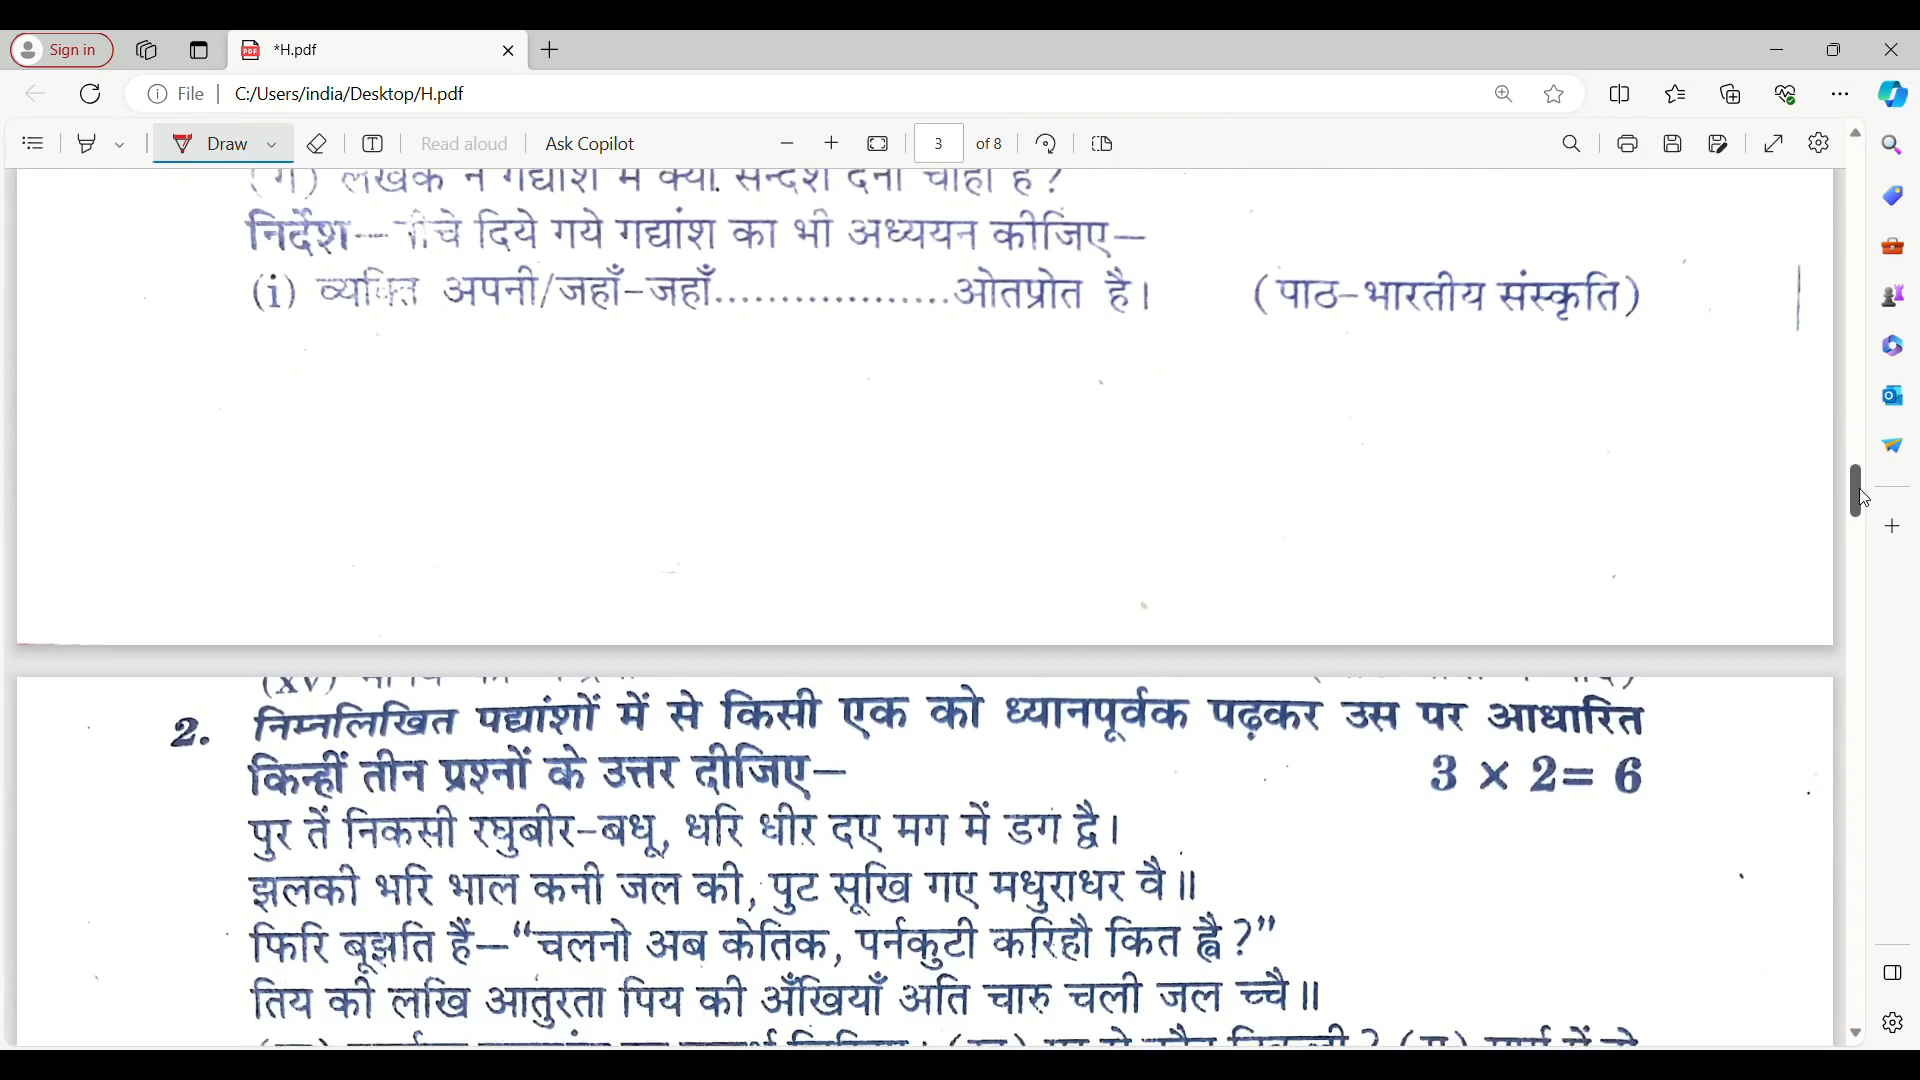 Sign in
*H.pdf
File
C:/Users/india/Desktop/H.pdf
Draw
Read aloud
Ask Copilot
3
of 8
(ग) लेखक ने गद्यांश में क्या. सन्देश देना चाहा है?
निर्देश—नीचे दिये गये गद्यांश का भी अध्ययन कीजिए—
(i) व्यक्ति अपनी/जहाँ-जहाँ..................ओतप्रोत है। (पाठ-भारतीय संस्कृति)
2. निम्नलिखित पद्यांशों में से किसी एक को ध्यानपूर्वक पढ़कर उस पर आधारित
किन्हीं तीन प्रश्नों के उत्तर दीजिए— 3 × 2= 6
पुर तें निकसी रघुबीर-बधू, धरि धीर दए मग में डग द्वै।
झलकी भरि भाल कनी जल की, पुट सूखि गए मधुराधर वै॥
फिरि बूझति हैं—“चलनो अब केतिक, पर्नकुटी करिहौ कित ह्वै?”
तिय की लखि आतुरता पिय की अँखियाँ अति चारु चली जल च्वै॥